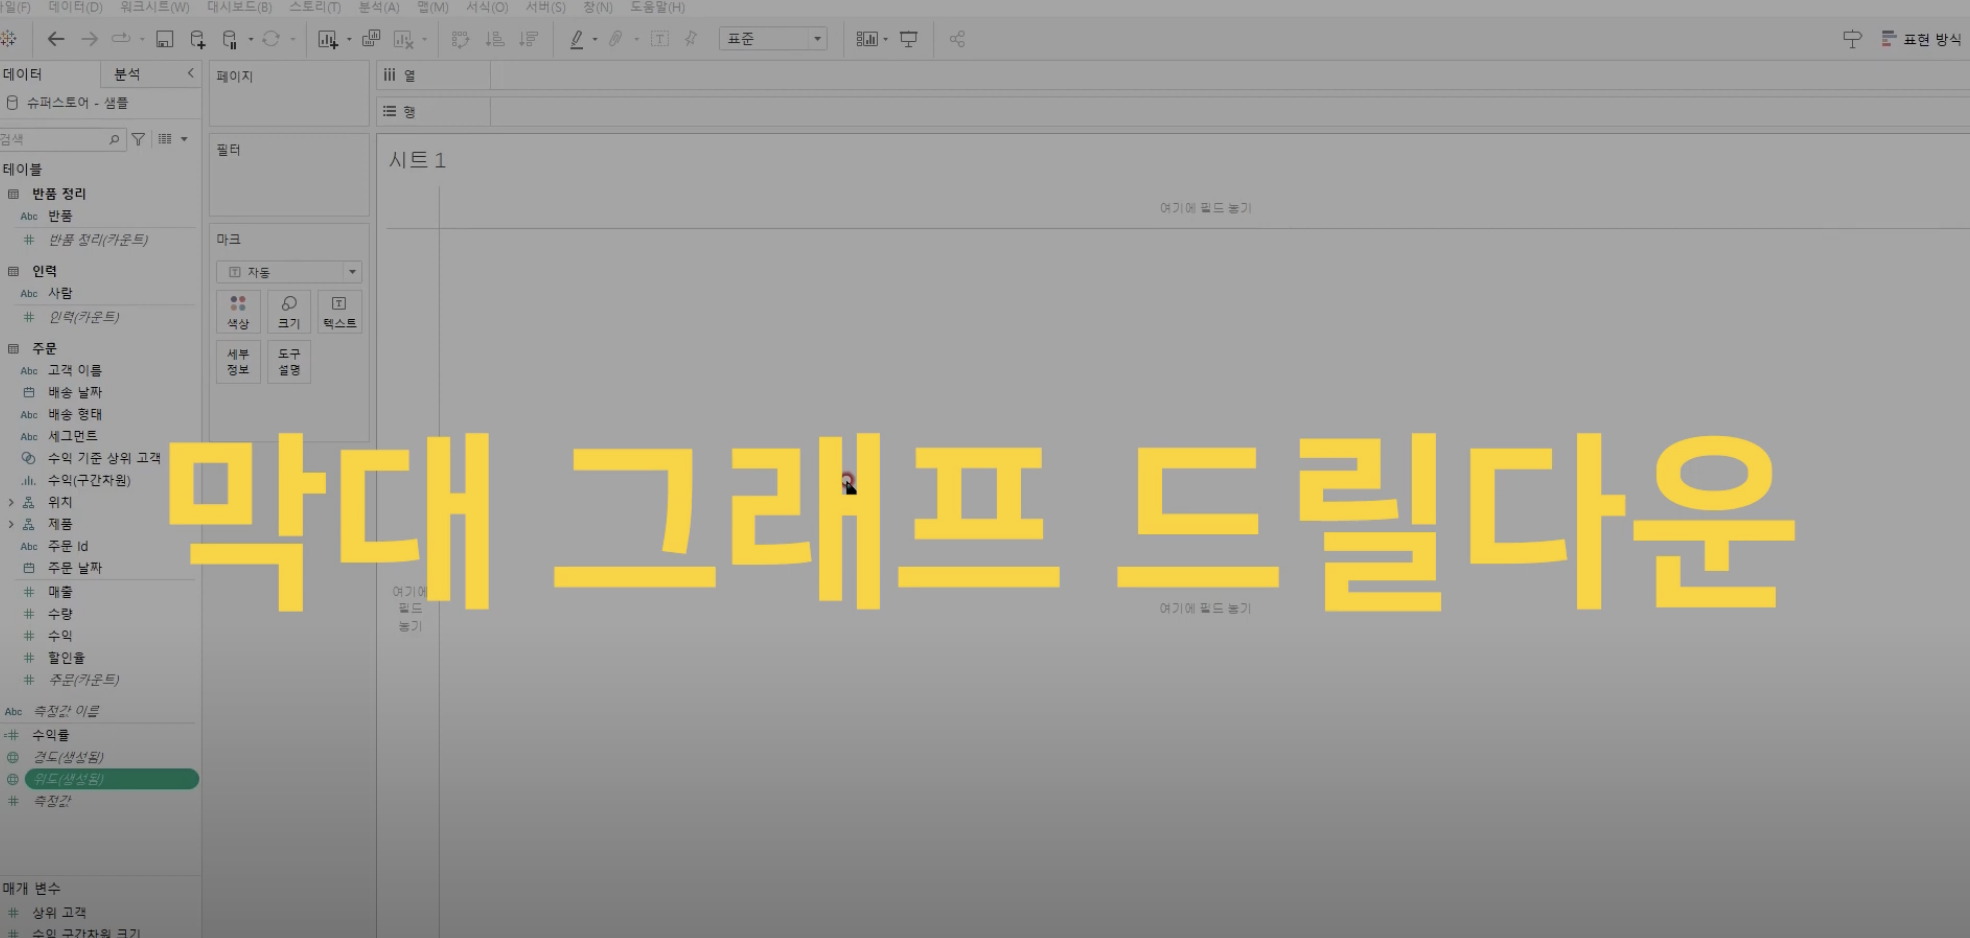 일(F) 데이터(D) 워크시트(W) 대시보드(B) 스토리(T) 분석(A) 맵(M) 서식(O) 서버(S) 창(N) 도움말(H)
표준
표현 방식
데이터 분석
슈퍼스토어 - 샘플
검색
테이블
반품 정리
Abc 반품
# 반품 정리(카운트)
인력
Abc 사람
# 인력(카운트)
주문
Abc 고객 이름
배송 날짜
Abc 배송 형태
Abc 세그먼트
수익 기준 상위 고객
수익(구간차원)
위치
제품
Abc 주문 Id
주문 날짜
# 매출
# 수량
# 수익
# 할인율
# 주문(카운트)
Abc 측정값 이름
=# 수익률
경도(생성됨)
위도(생성됨)
# 측정값
매개 변수
# 상위 고객
# 수익 구간차원 크기
페이지
필터
마크
자동
색상 크기 텍스트
세부 정보
도구 설명
열
행
시트 1
여기에 필드 놓기
여기에
필드
놓기
여기에 필드 놓기
막대 그래프 드릴다운